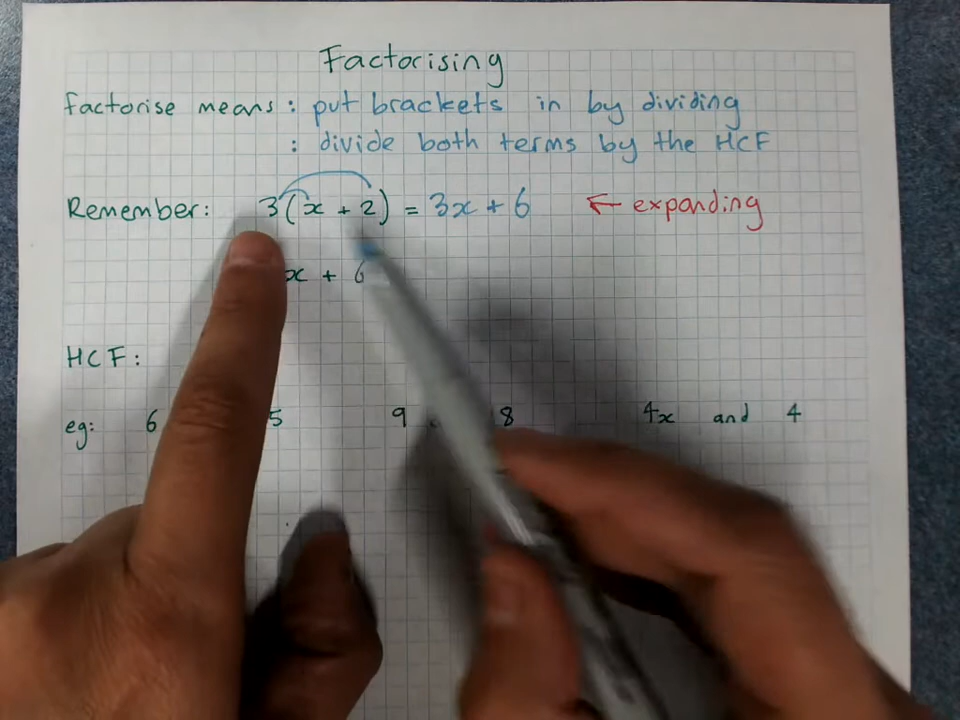 Factorising
factorise means: put brackets in by dividing
: divide both terms by the HCF
Remember: 3(x + 2) = 3x + 6 ← expanding
x + 6
HCF:
eg: 6 5 9 8 4x and 4